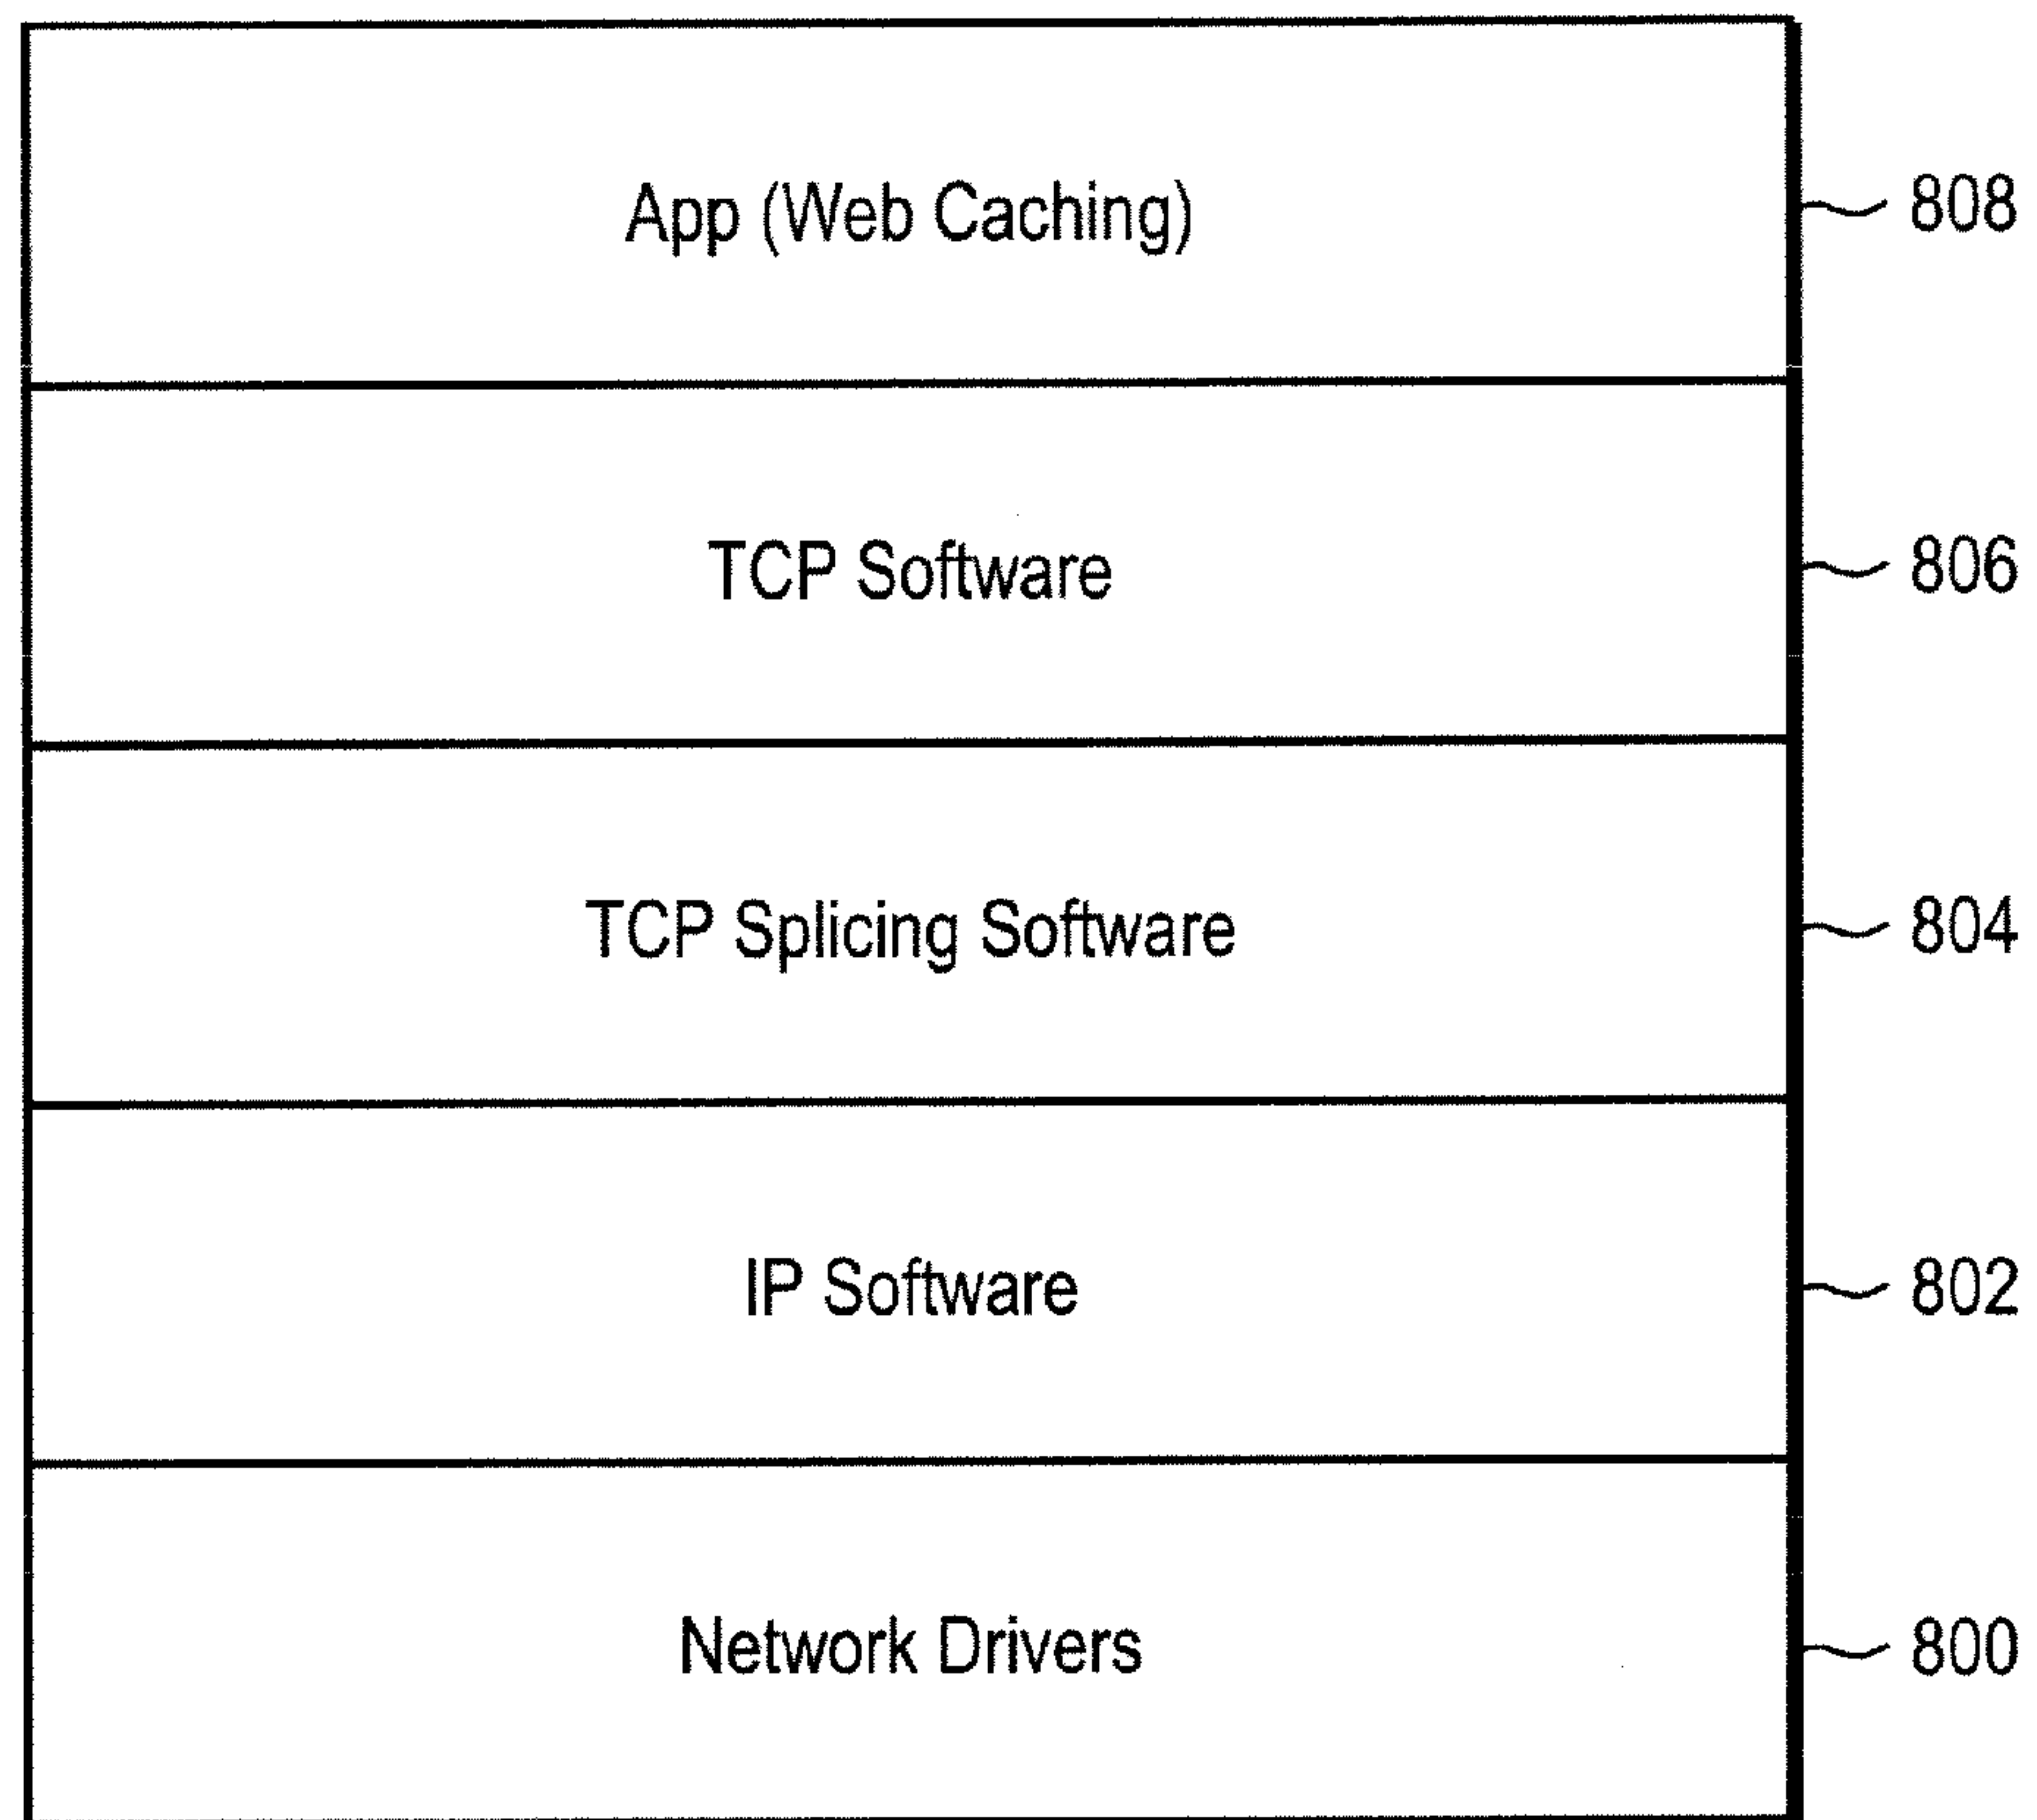 App (Web Caching) 808
TCP Software 806
TCP Splicing Software 804
IP Software 802
Network Drivers 800